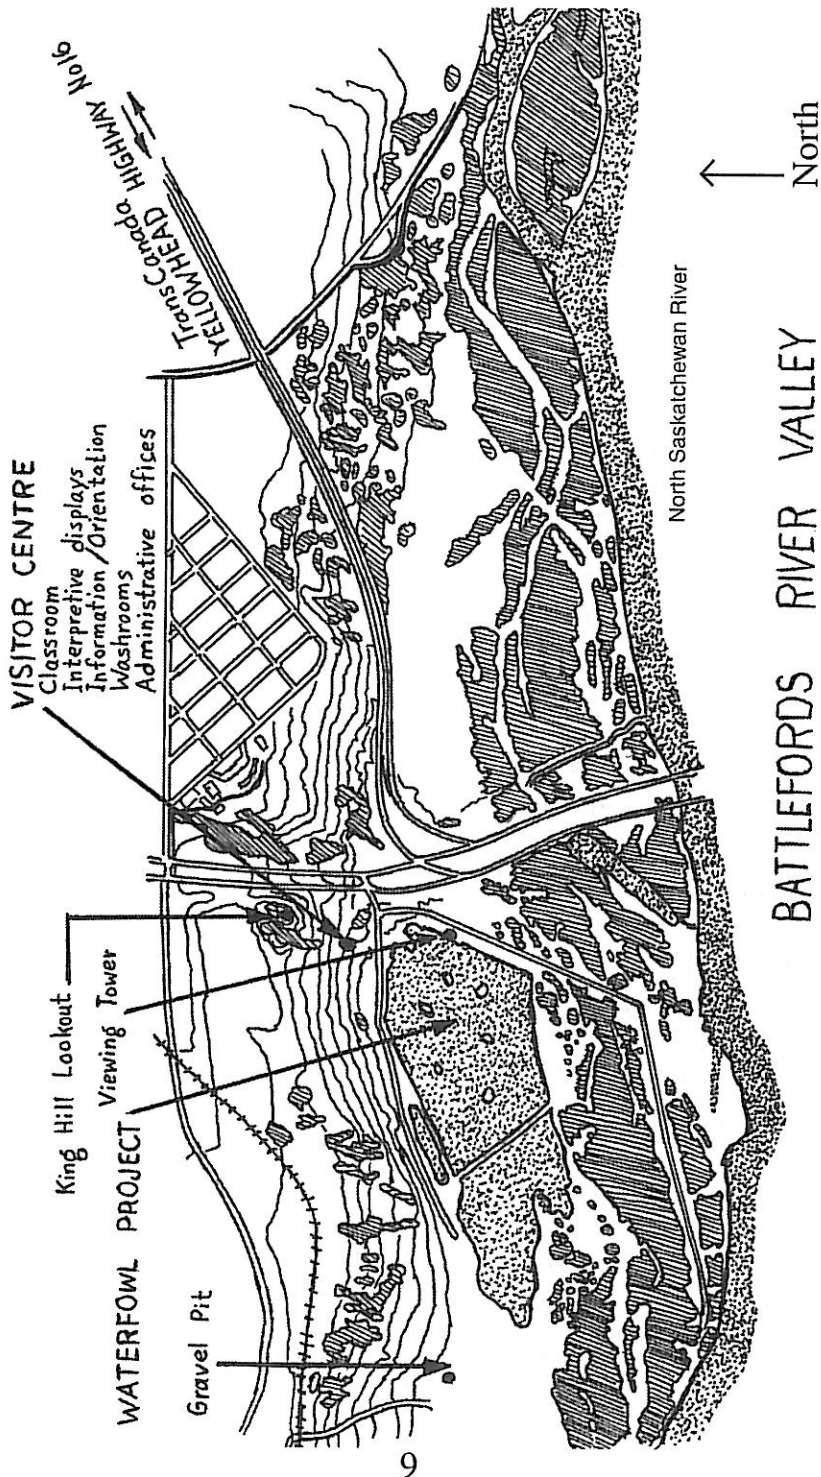 TransCanada HIGHWAY No16
YELLOWHEAD
VISITOR CENTRE
Classroom
Interpretive displays
Information/Orientation
Washrooms
Administrative offices
King Hill Lookout
Viewing Tower
WATERFOWL PROJECT
Gravel Pit
North Saskatchewan River
North
BATTLEFORDS RIVER VALLEY
9